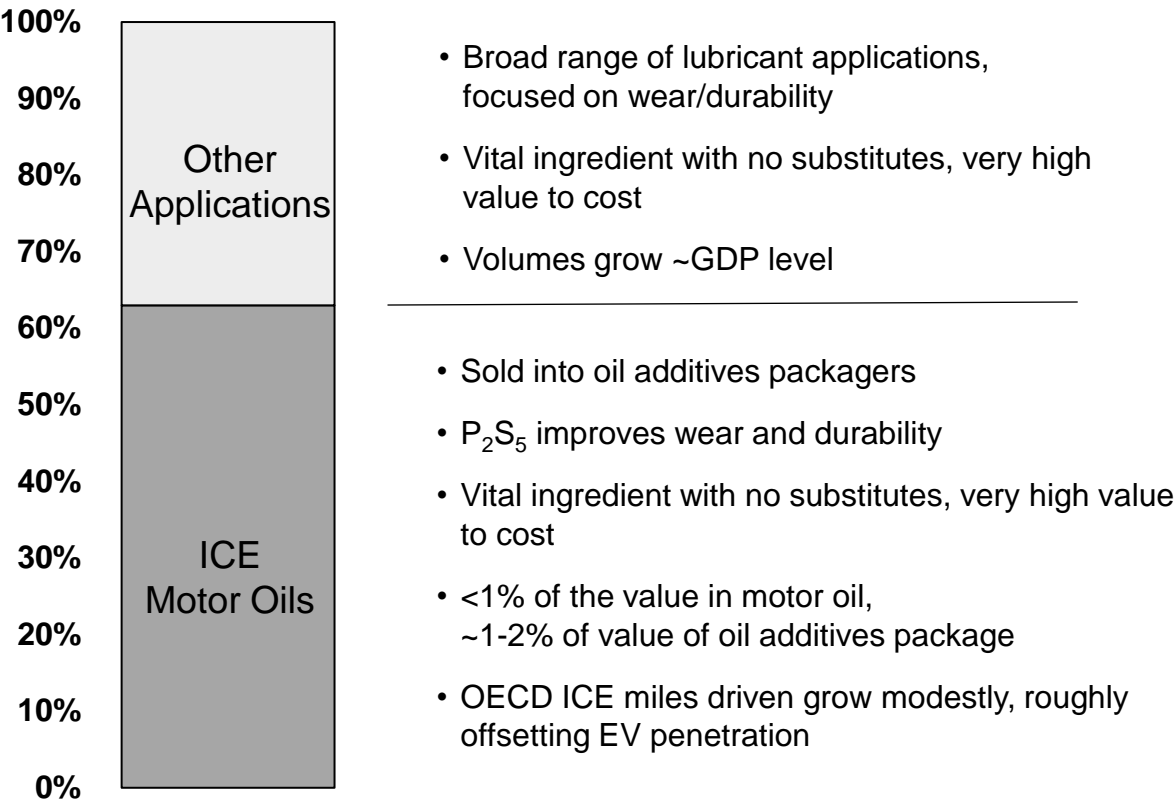 100%
90%
80%
70%
60%
50%
40%
30%
20%
10%
0%
Other
Applications
ICE
Motor Oils
• Broad range of lubricant applications,
focused on wear/durability
• Vital ingredient with no substitutes, very high
value to cost
• Volumes grow ~GDP level
• Sold into oil additives packagers
• P₂S₅ improves wear and durability
• Vital ingredient with no substitutes, very high value
to cost
• <1% of the value in motor oil,
~1-2% of value of oil additives package
• OECD ICE miles driven grow modestly, roughly
offsetting EV penetration